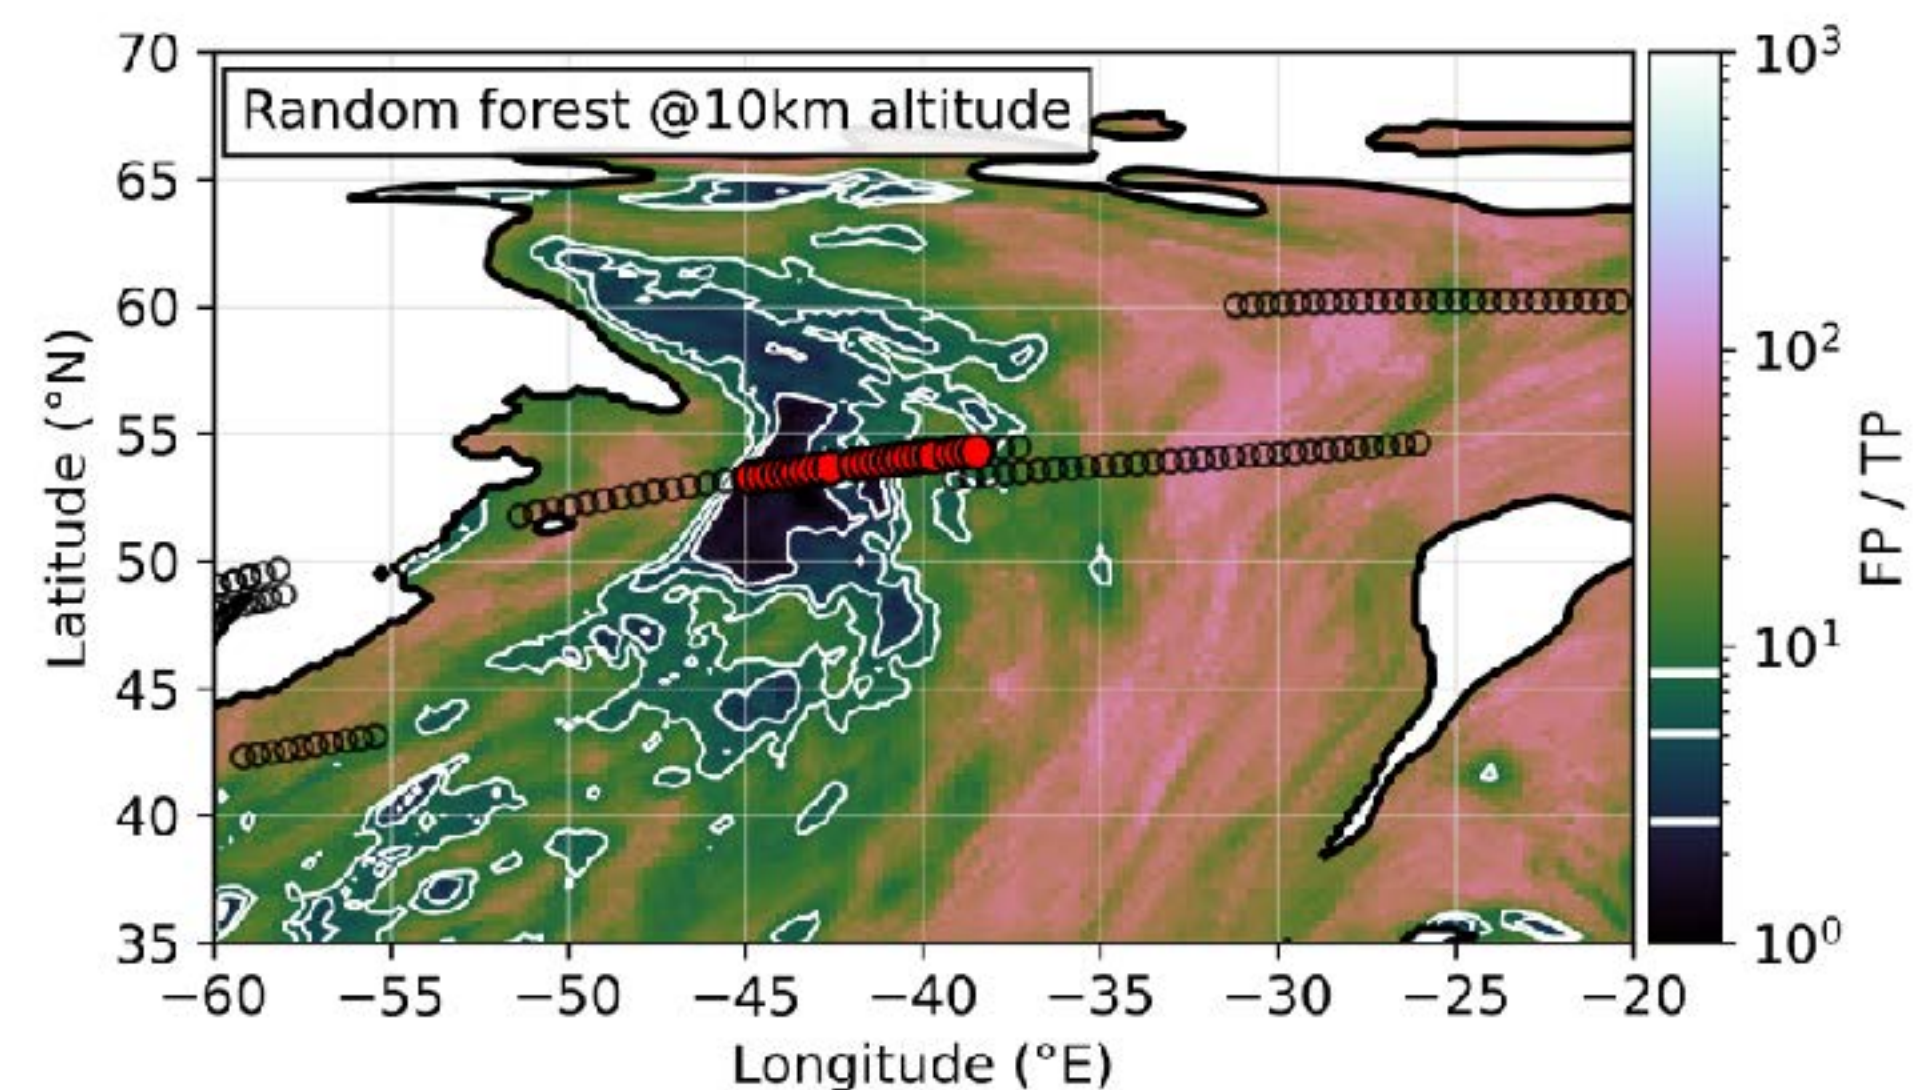 Random forest @10km altitude
70
65
60
55
50
45
40
35
Latitude (°N)
−60 −55 −50 −45 −40 −35 −30 −25 −20
Longitude (°E)
10³
10²
10¹
10⁰
FP / TP